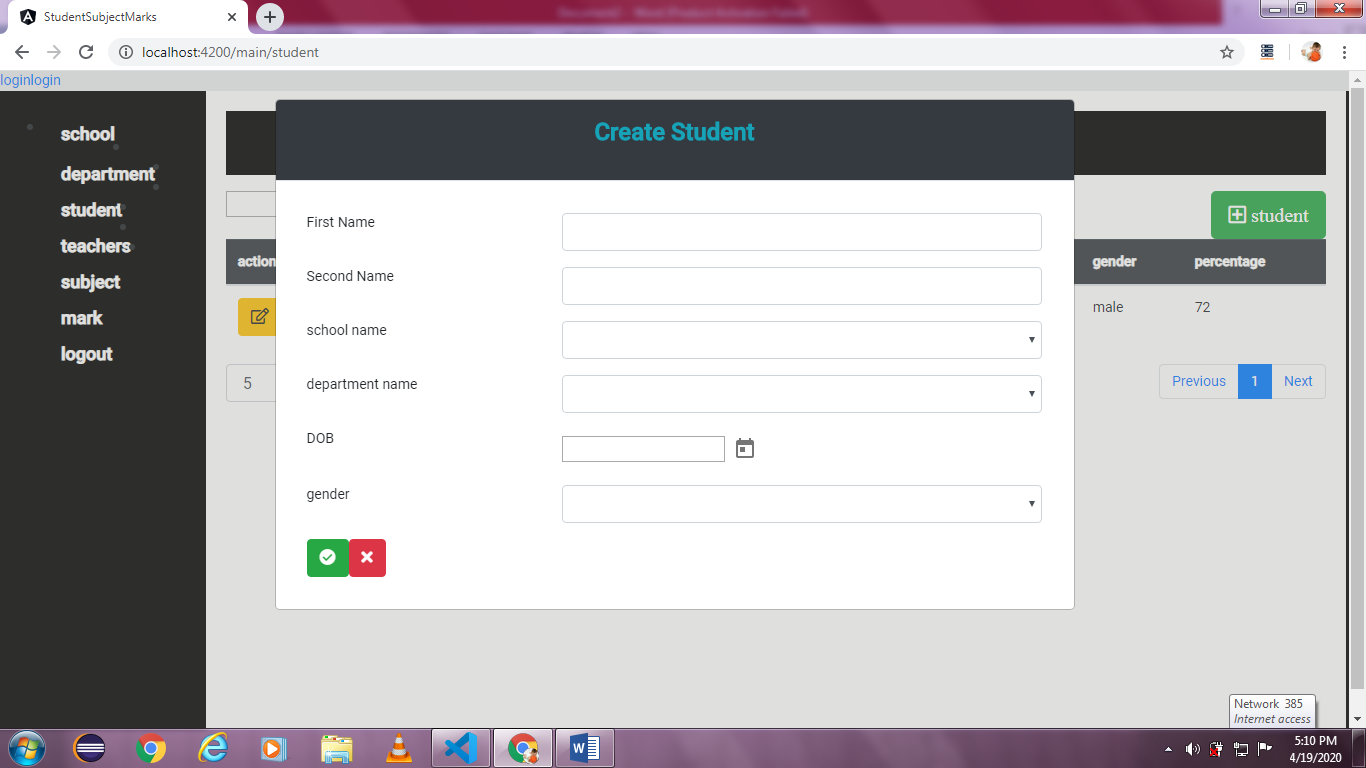 StudentSubjectMarks
localhost:4200/main/student
loginlogin
school
department
student
teachers
subject
mark
logout
Create Student
First Name
Second Name
school name
department name
DOB
gender
student
action
gender
percentage
male
72
5
Previous
1
Next
Network 385
Internet access
5:10 PM
4/19/2020